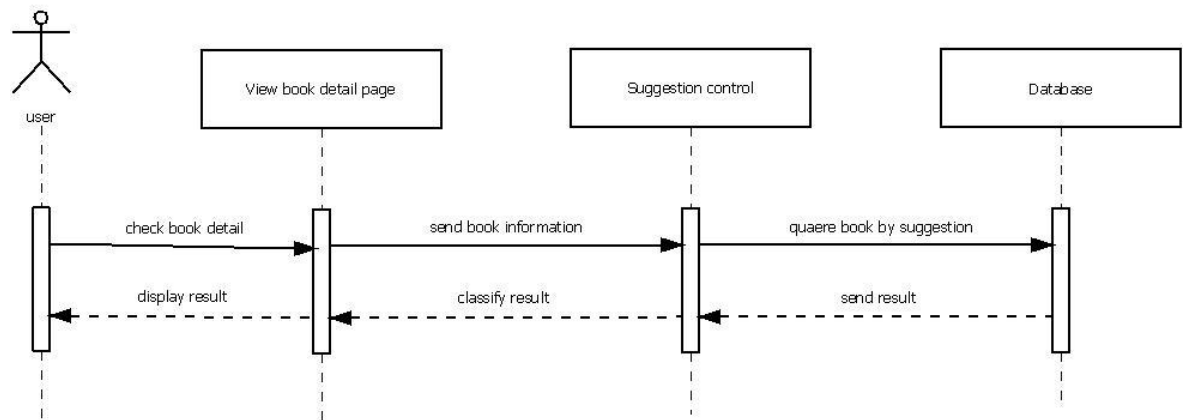 user
View book detail page
Suggestion control
Database
check book detail
send book information
quaere book by suggestion
display result
classify result
send result